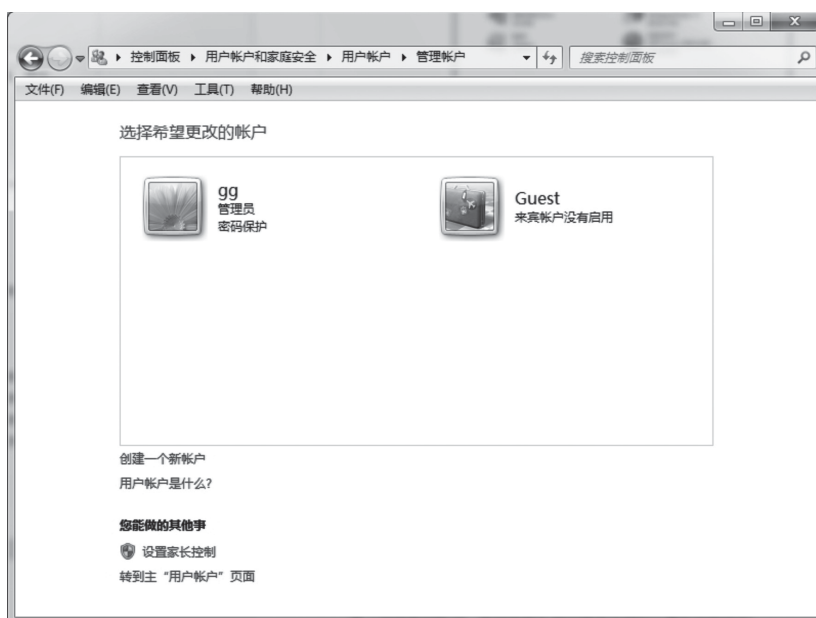 控制面板 ▸ 用户帐户和家庭安全 ▸ 用户帐户 ▸ 管理帐户
搜索控制面板
文件(F) 编辑(E) 查看(V) 工具(T) 帮助(H)
选择希望更改的帐户
gg
管理员
密码保护
Guest
来宾帐户没有启用
创建一个新帐户
用户帐户是什么?
您能做的其他事
设置家长控制
转到主“用户帐户”页面